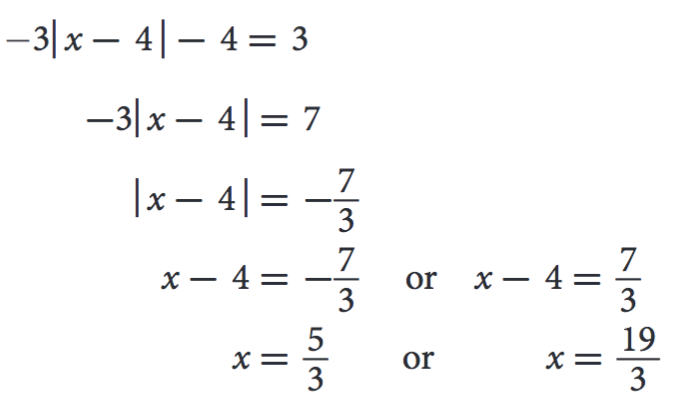 −3|x − 4| − 4 = 3
−3|x − 4| = 7
|x − 4| = −7/3
x − 4 = −7/3 or x − 4 = 7/3
x = 5/3 or x = 19/3